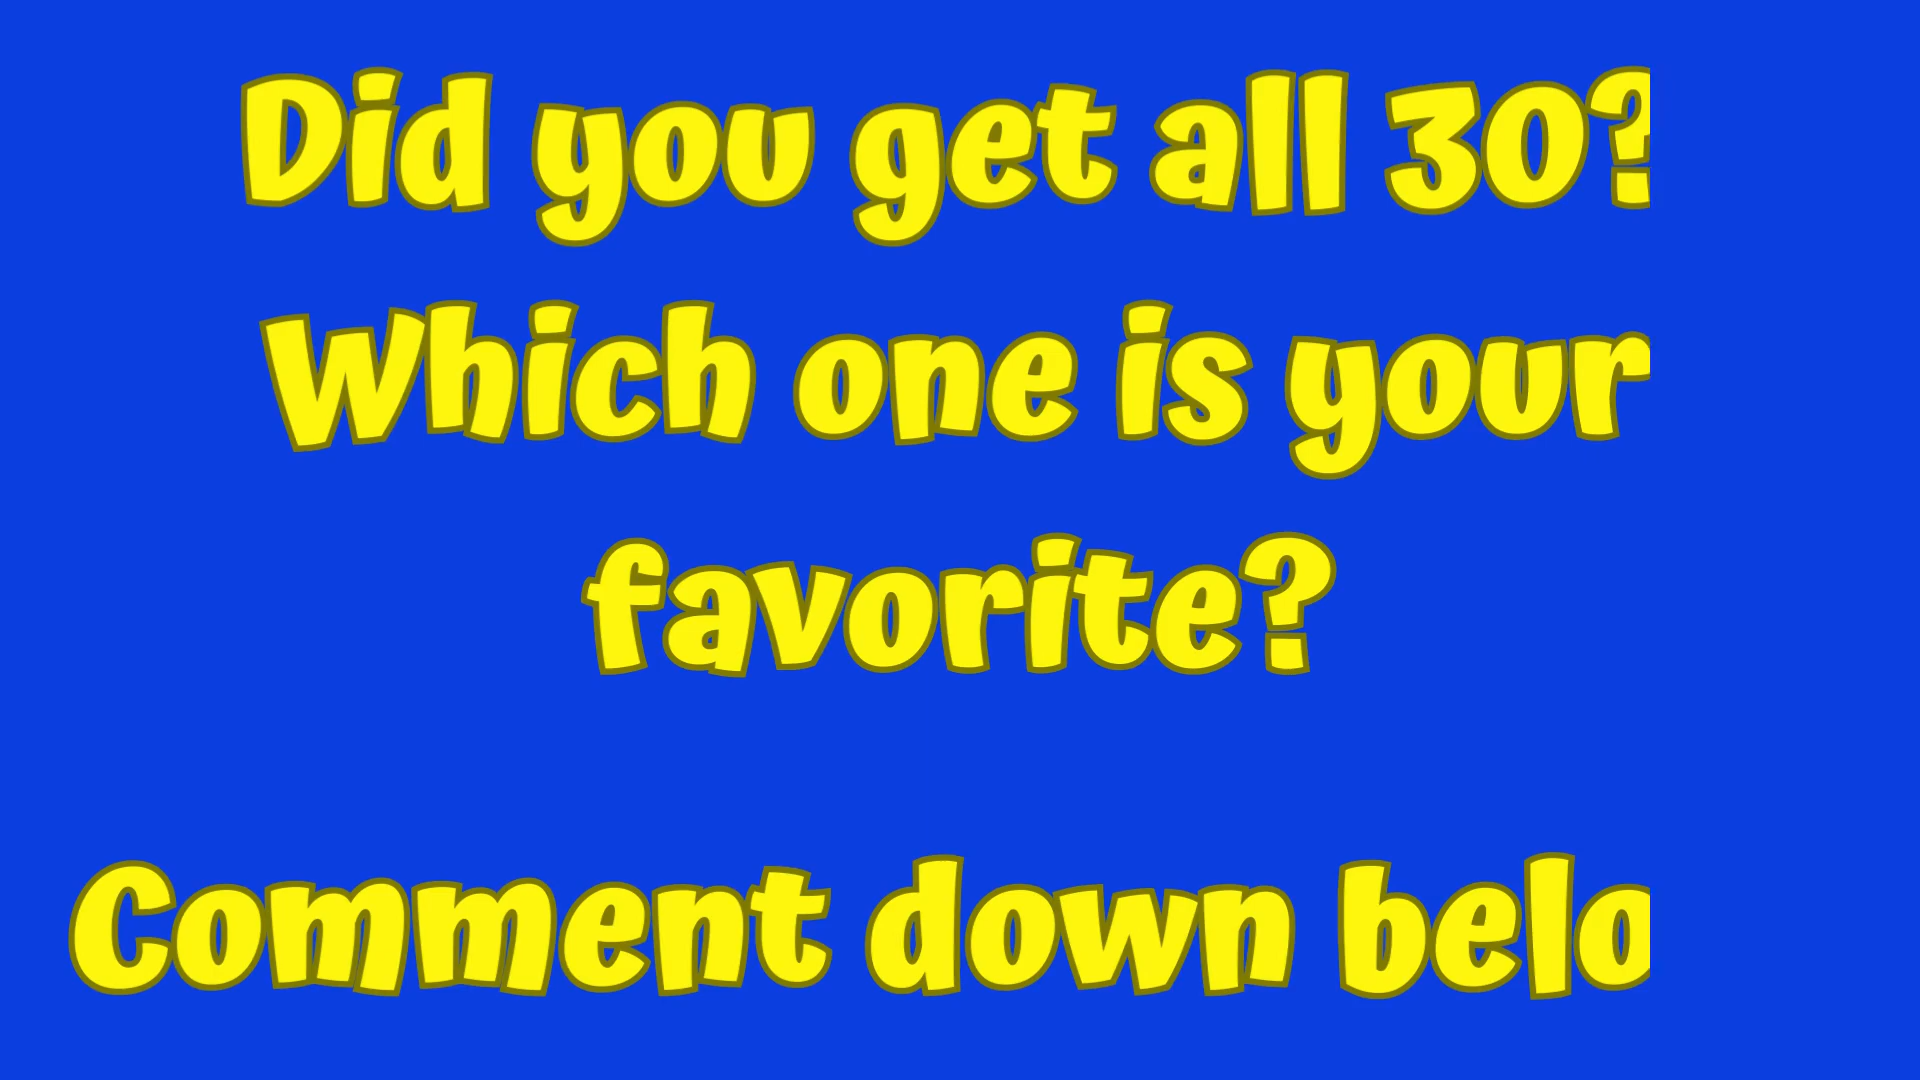 Did you get all 30?
Which one is your
favorite?
Comment down belo